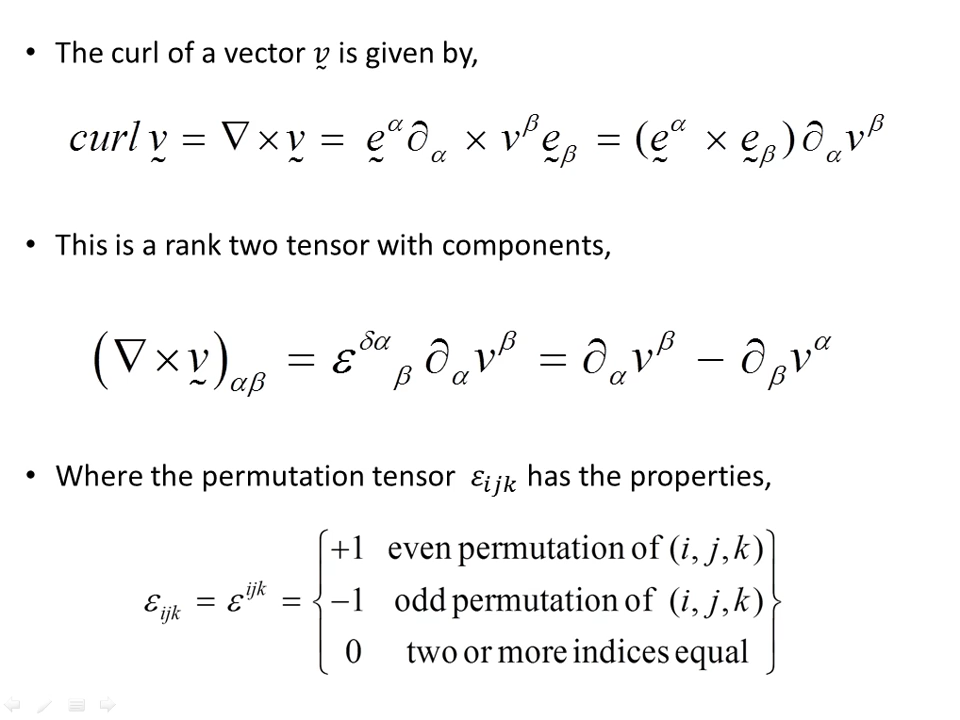 • The curl of a vector v̰ is given by,
curl v̰ = ∇ × v̰ = ḛ^α ∂_α × v^β ḛ_β = (ḛ^α × ḛ_β) ∂_α v^β
• This is a rank two tensor with components,
(∇ × v̰)_αβ = ε^δα_β ∂_α v^β = ∂_α v^β − ∂_β v^α
• Where the permutation tensor ε_ijk has the properties,
ε_ijk = ε^ijk = { +1 even permutation of (i, j, k)
−1 odd permutation of (i, j, k)
0 two or more indices equal }